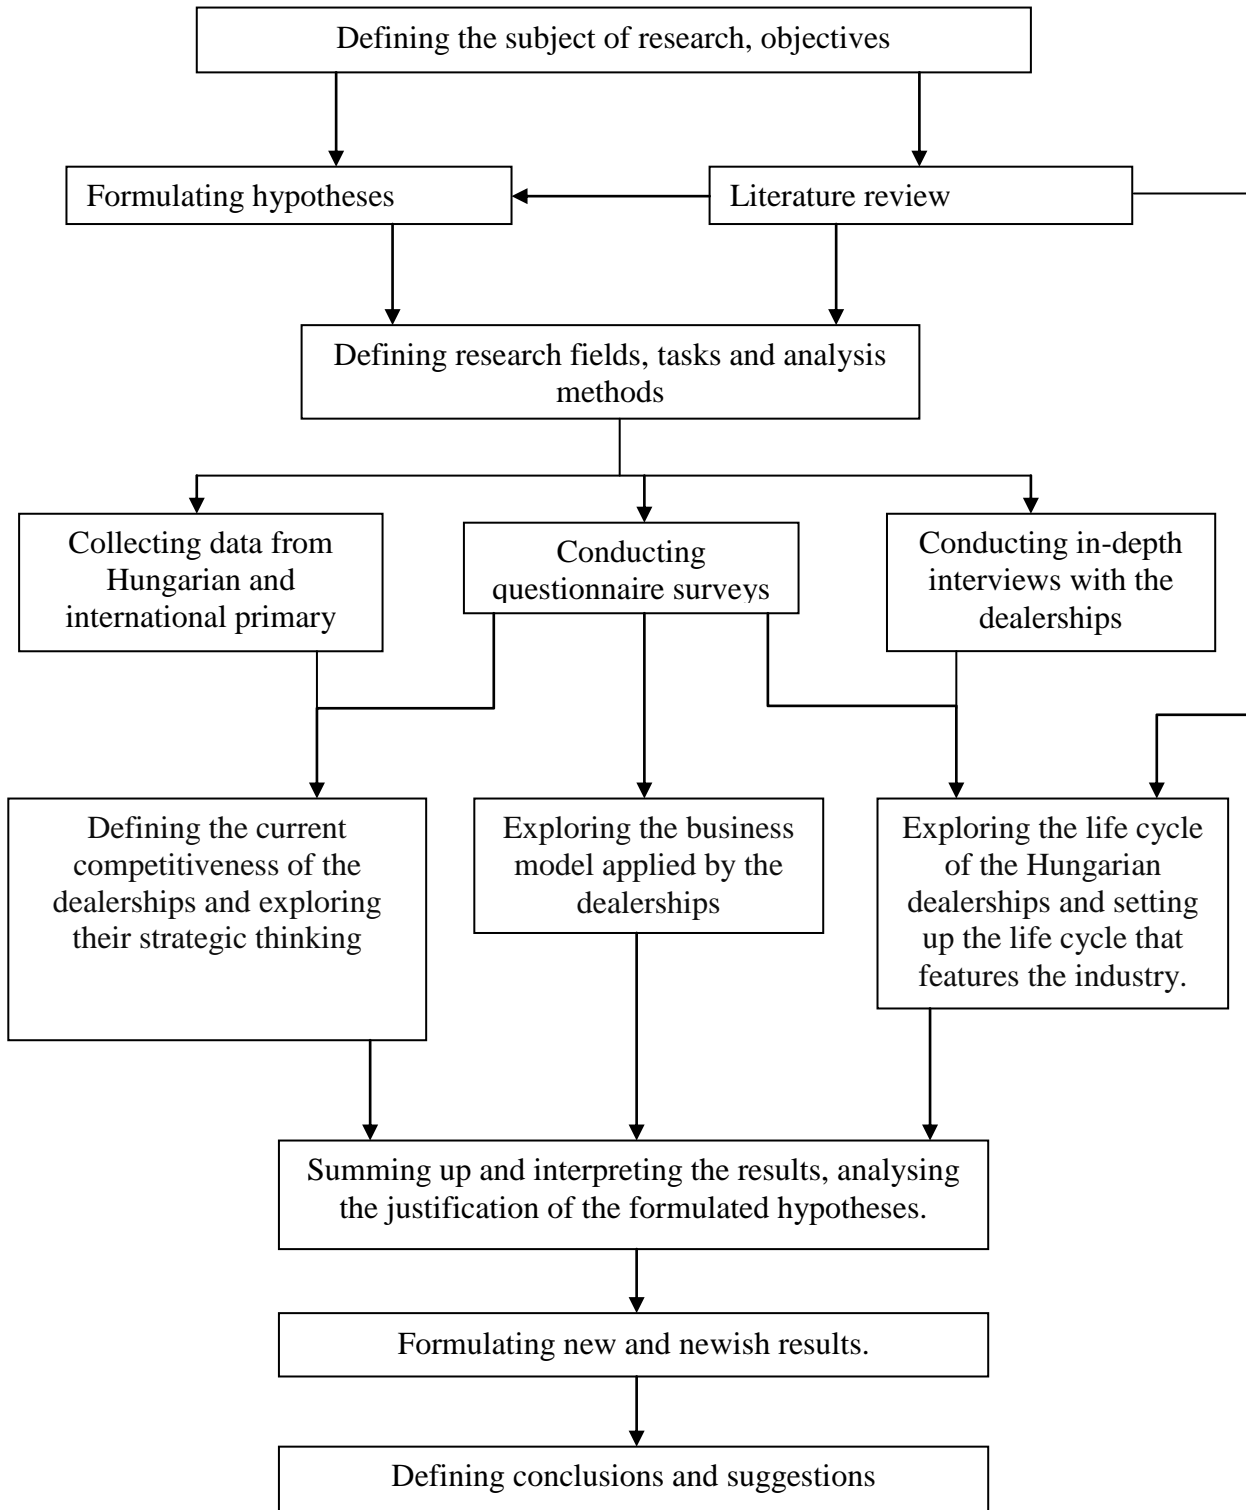 Defining the subject of research, objectives
Formulating hypotheses
Literature review
Defining research fields, tasks and analysis
methods
Collecting data from
Hungarian and
international primary
Conducting
questionnaire surveys
Conducting in-depth
interviews with the
dealerships
Defining the current
competitiveness of the
dealerships and exploring
their strategic thinking
Exploring the business
model applied by the
dealerships
Exploring the life cycle
of the Hungarian
dealerships and setting
up the life cycle that
features the industry.
Summing up and interpreting the results, analysing
the justification of the formulated hypotheses.
Formulating new and newish results.
Defining conclusions and suggestions